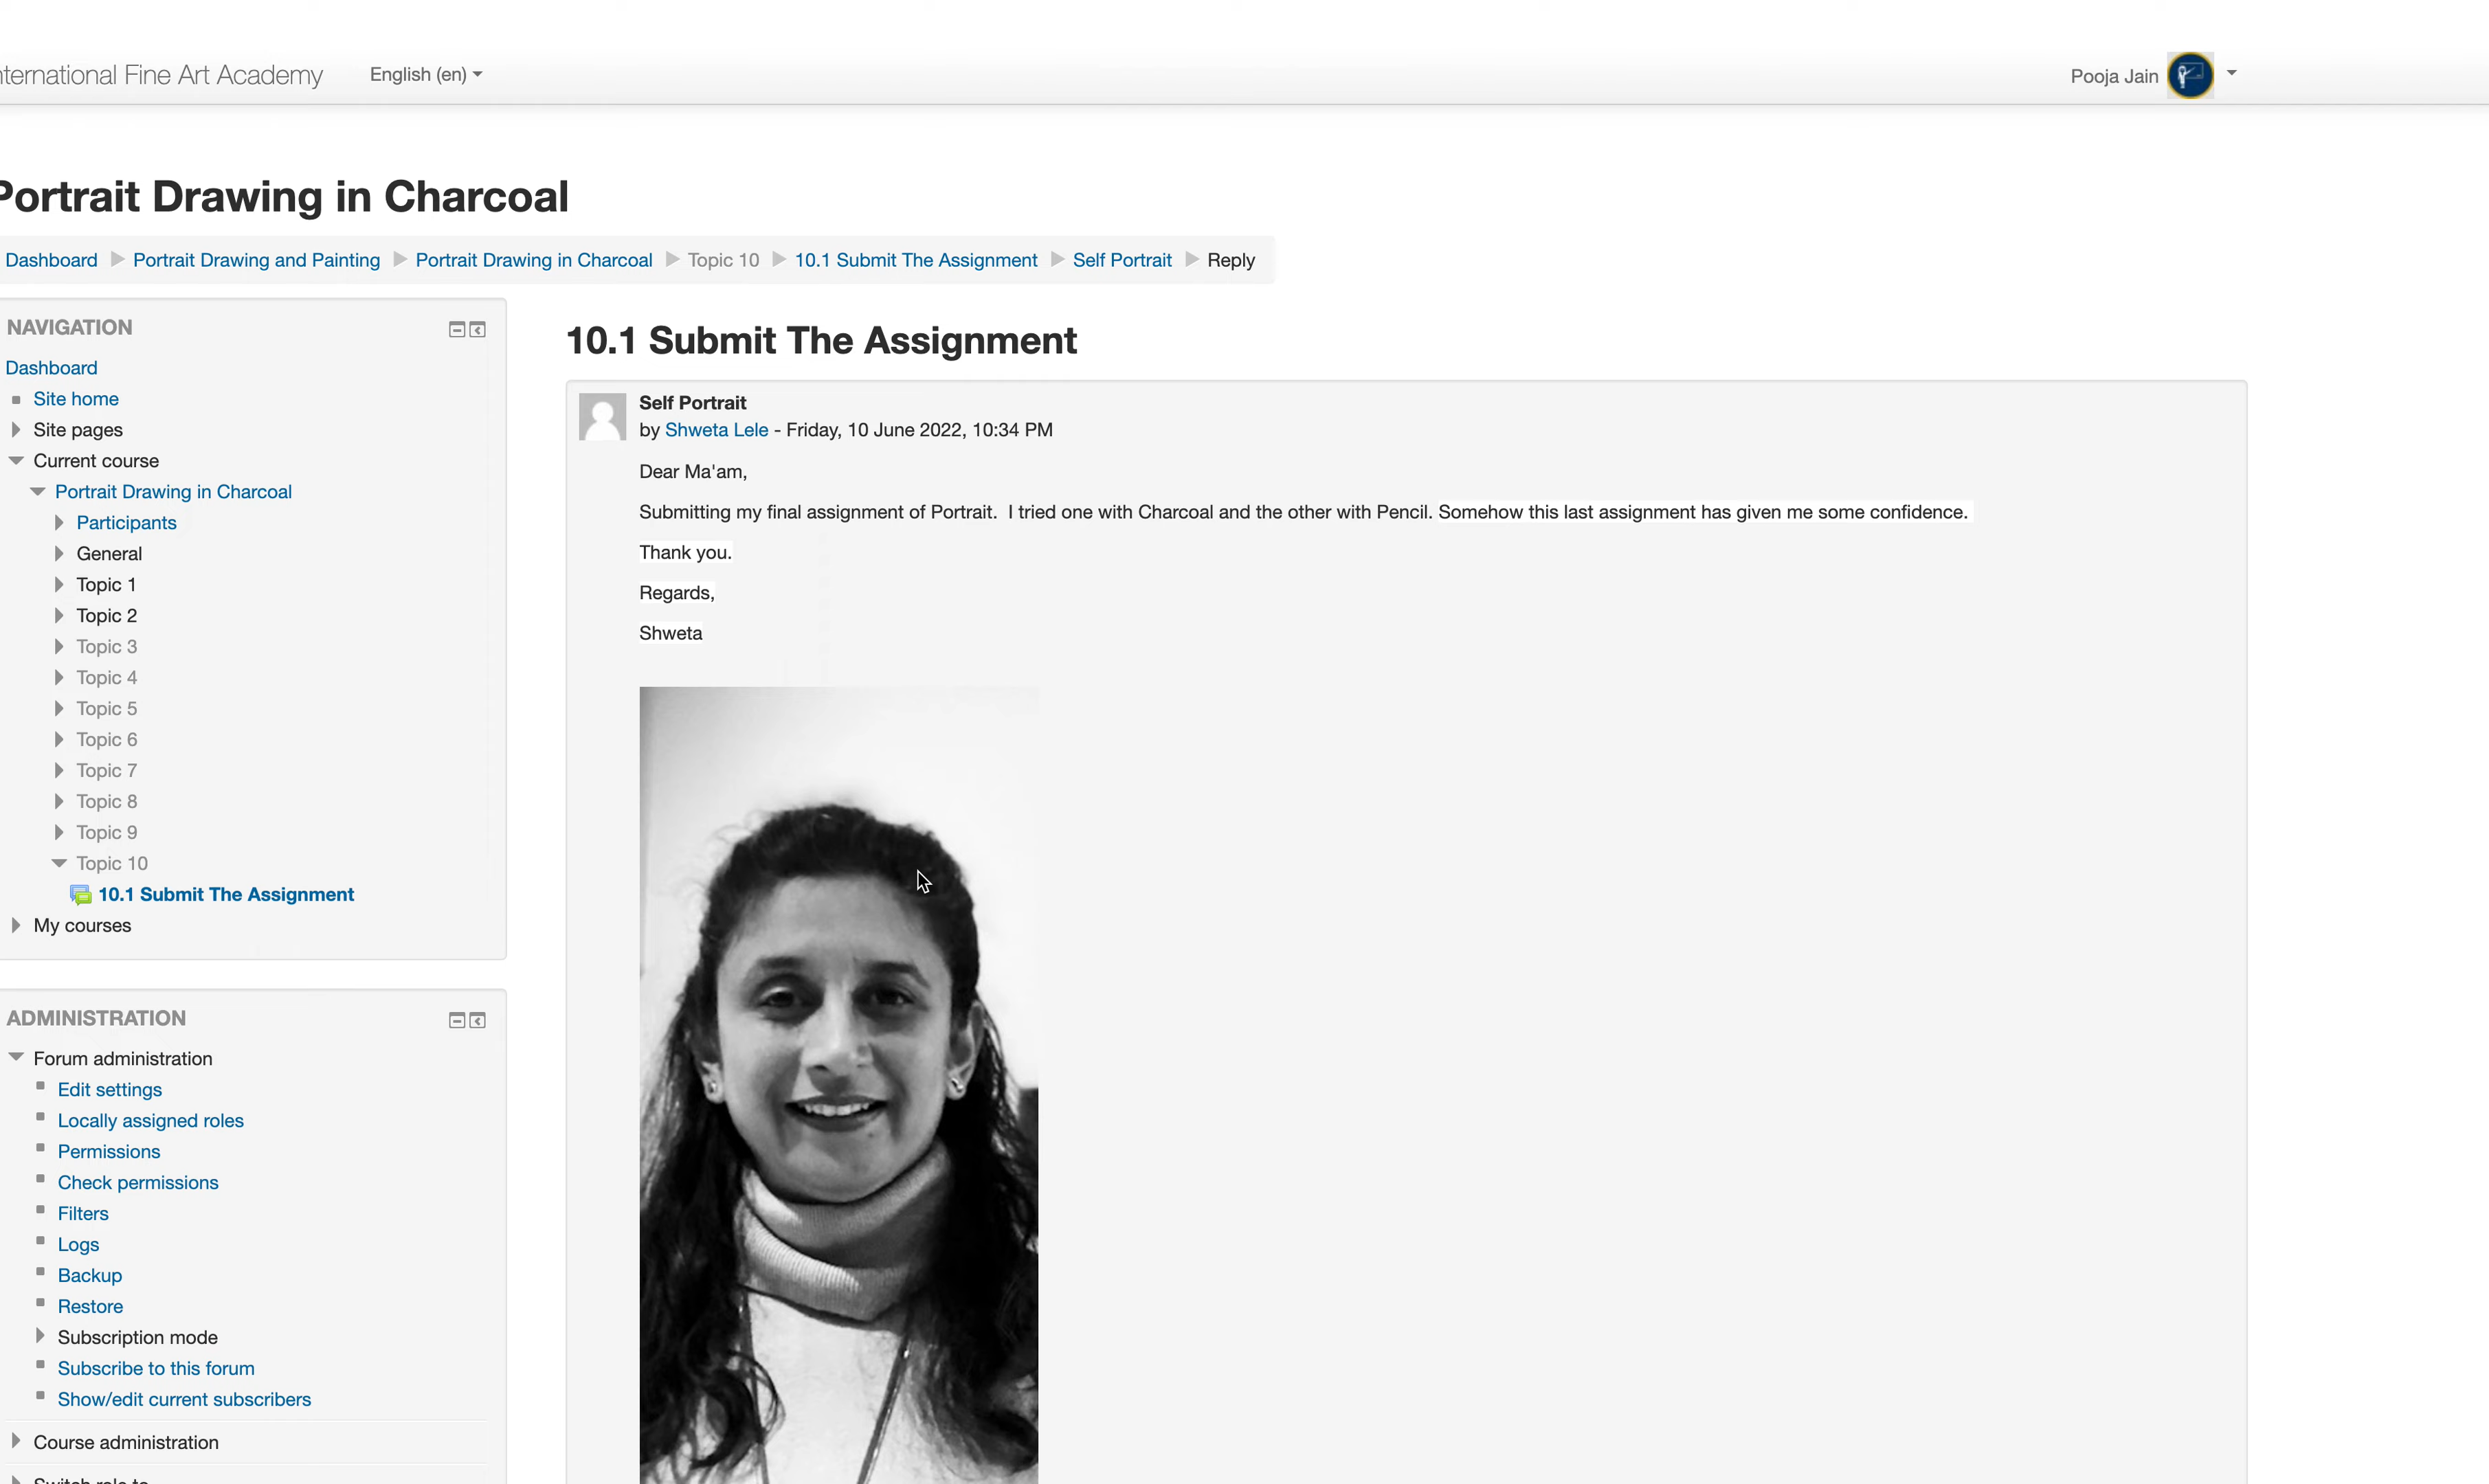 nternational Fine Art Academy
English (en)
Pooja Jain
Portrait Drawing in Charcoal
Dashboard
Portrait Drawing and Painting
Portrait Drawing in Charcoal
Topic 10
10.1 Submit The Assignment
Self Portrait
Reply
NAVIGATION
Dashboard
Site home
Site pages
Current course
Portrait Drawing in Charcoal
Participants
General
Topic 1
Topic 2
Topic 3
Topic 4
Topic 5
Topic 6
Topic 7
Topic 8
Topic 9
Topic 10
10.1 Submit The Assignment
My courses
ADMINISTRATION
Forum administration
Edit settings
Locally assigned roles
Permissions
Check permissions
Filters
Logs
Backup
Restore
Subscription mode
Subscribe to this forum
Show/edit current subscribers
Course administration
Switch role to
10.1 Submit The Assignment
Self Portrait
by Shweta Lele - Friday, 10 June 2022, 10:34 PM
Dear Ma'am,
Submitting my final assignment of Portrait.  I tried one with Charcoal and the other with Pencil. Somehow this last assignment has given me some confidence.
Thank you.
Regards,
Shweta